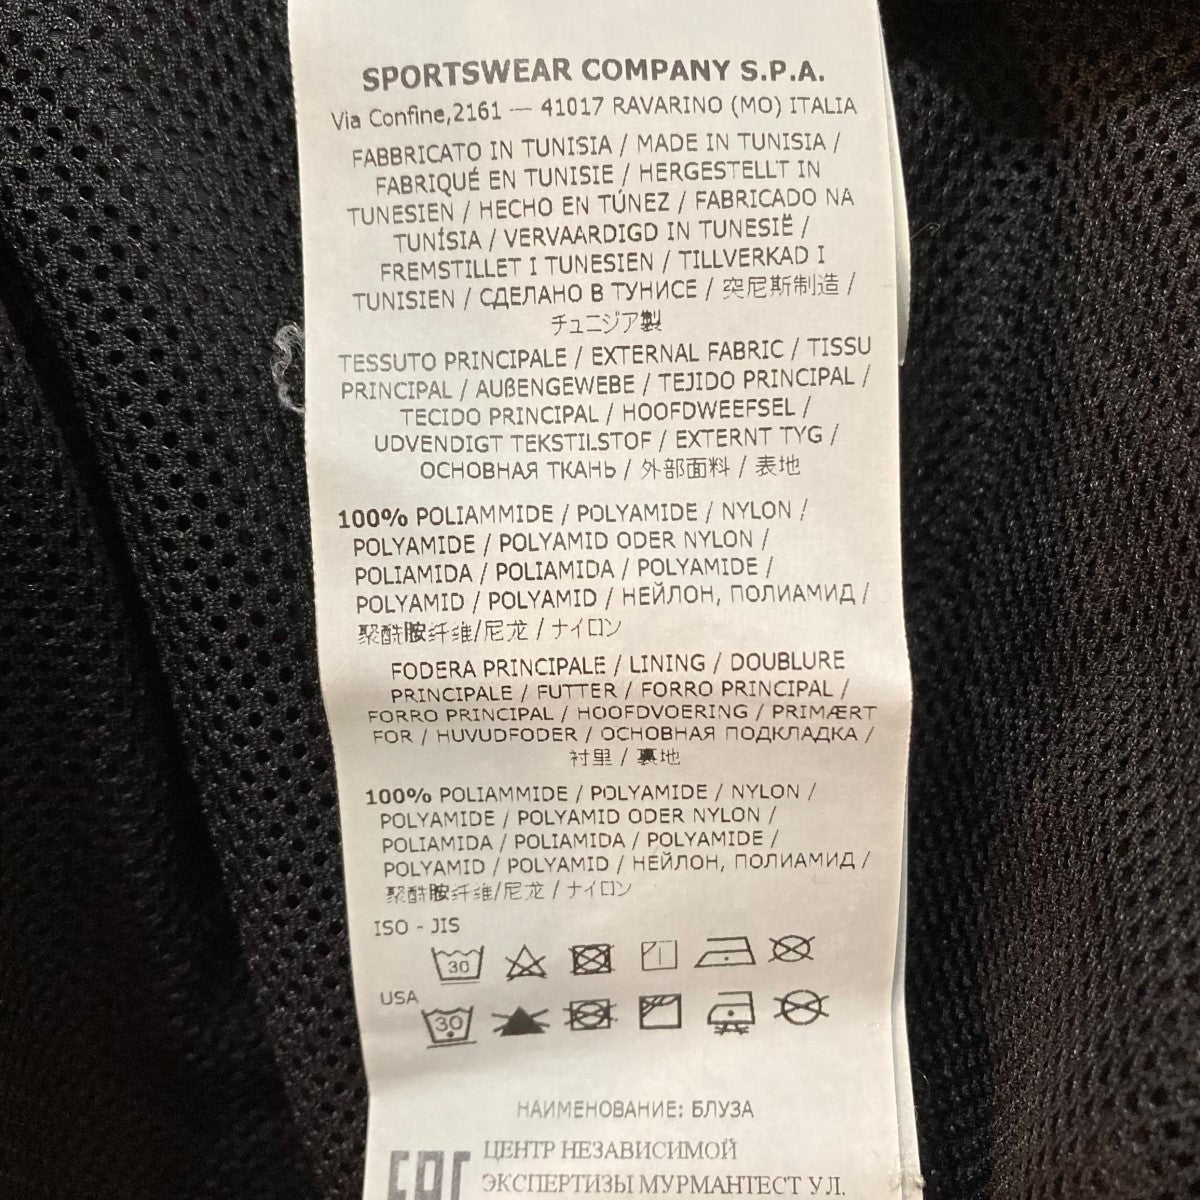 SPORTSWEAR COMPANY S.P.A.
Via Confine,2161 — 41017 RAVARINO (MO) ITALIA
FABBRICATO IN TUNISIA / MADE IN TUNISIA /
FABRIQUÉ EN TUNISIE / HERGESTELLT IN
TUNESIEN / HECHO EN TÚNEZ / FABRICADO NA
TUNÍSIA / VERVAARDIGD IN TUNESIË /
FREMSTILLET I TUNESIEN / TILLVERKAD I
TUNISIEN / СДЕЛАНО В ТУНИСЕ / 突尼斯制造 /
チュニジア製
TESSUTO PRINCIPALE / EXTERNAL FABRIC / TISSU
PRINCIPAL / AUßENGEWEBE / TEJIDO PRINCIPAL /
TECIDO PRINCIPAL / HOOFDWEEFSEL /
UDVENDIGT TEKSTILSTOF / EXTERNT TYG /
ОСНОВНАЯ ТКАНЬ / 外部面料 / 表地
100% POLIAMMIDE / POLYAMIDE / NYLON /
POLYAMIDE / POLYAMID ODER NYLON /
POLIAMIDA / POLIAMIDA / POLYAMIDE /
POLYAMID / POLYAMID / НЕЙЛОН, ПОЛИАМИД /
聚酰胺纤维/尼龙 / ナイロン
FODERA PRINCIPALE / LINING / DOUBLURE
PRINCIPALE / FUTTER / FORRO PRINCIPAL /
FORRO PRINCIPAL / HOOFDVOERING / PRIMÆRT
FOR / HUVUDFODER / ОСНОВНАЯ ПОДКЛАДКА /
衬里 / 裏地
100% POLIAMMIDE / POLYAMIDE / NYLON /
POLYAMIDE / POLYAMID ODER NYLON /
POLIAMIDA / POLIAMIDA / POLYAMIDE /
POLYAMID / POLYAMID / НЕЙЛОН, ПОЛИАМИД /
聚酰胺纤维/尼龙 / ナイロン
ISO - JIS
30
USA
30
НАИМЕНОВАНИЕ: БЛУЗА
ЦЕНТР НЕЗАВИСИМОЙ
ЭКСПЕРТИЗЫ МУРМАНТЕСТ УЛ.